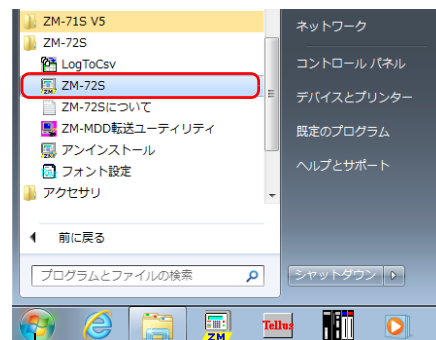 ZM-71S V5
ZM-72S
LogToCsv
ZM-72S
ZM-72Sについて
ZM-MDD転送ユーティリティ
アンインストール
フォント設定
アクセサリ
前に戻る
プログラムとファイルの検索
ネットワーク
コントロール パネル
デバイスとプリンター
既定のプログラム
ヘルプとサポート
シャットダウン
ZM
Tellus